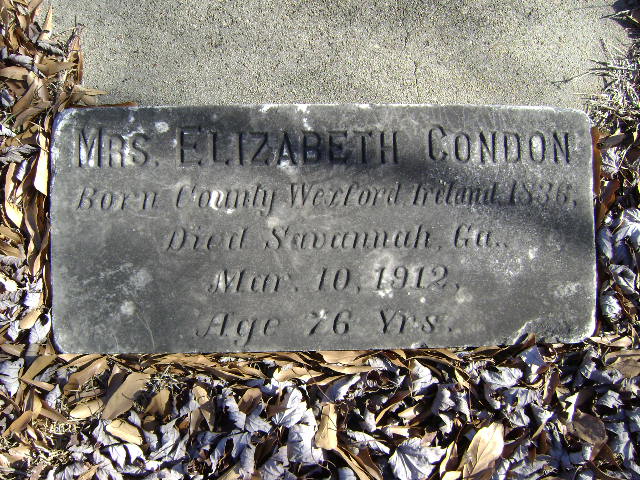 Mrs. Elizabeth Condon
Born County Wexford Ireland, 1836,
Died Savannah, Ga.,
Mar. 10, 1912,
Age 76 Yrs.